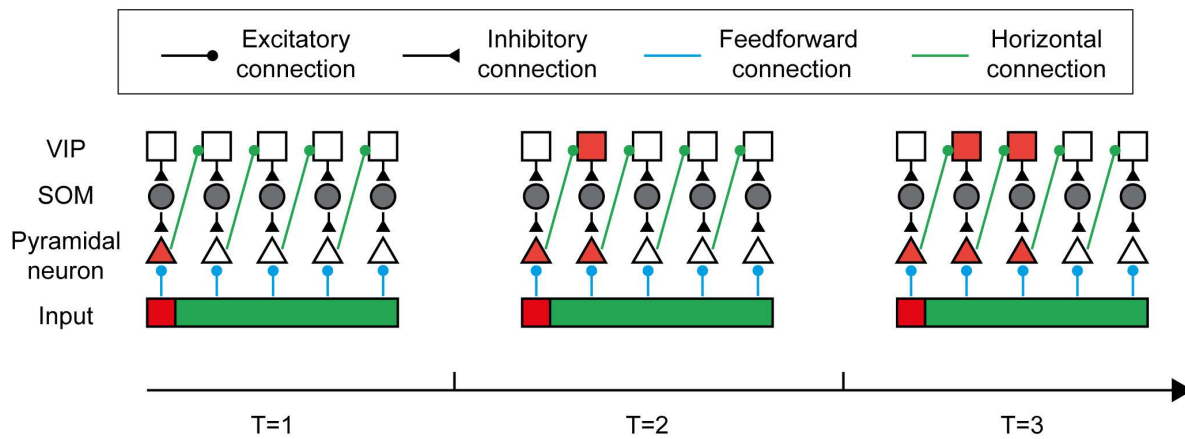 Excitatory
connection
Inhibitory
connection
Feedforward
connection
Horizontal
connection
VIP
SOM
Pyramidal
neuron
Input
T=1
T=2
T=3